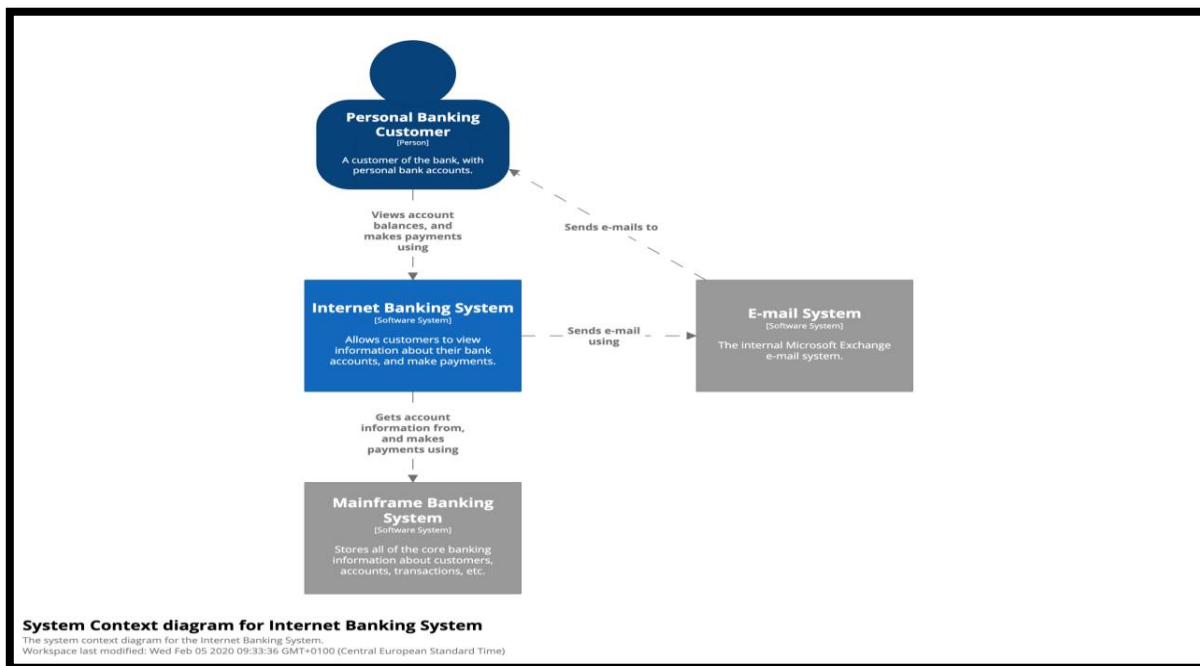 Personal Banking
Customer
[Person]
A customer of the bank, with
personal bank accounts.
Views account
balances, and
makes payments
using
Sends e-mails to
Internet Banking System
[Software System]
Allows customers to view
information about their bank
accounts, and make payments.
Sends e-mail
using
E-mail System
[Software System]
The internal Microsoft Exchange
e-mail system.
Gets account
information from,
and makes
payments using
Mainframe Banking
System
[Software System]
Stores all of the core banking
information about customers,
accounts, transactions, etc.
System Context diagram for Internet Banking System
The system context diagram for the Internet Banking System.
Workspace last modified: Wed Feb 05 2020 09:33:36 GMT+0100 (Central European Standard Time)